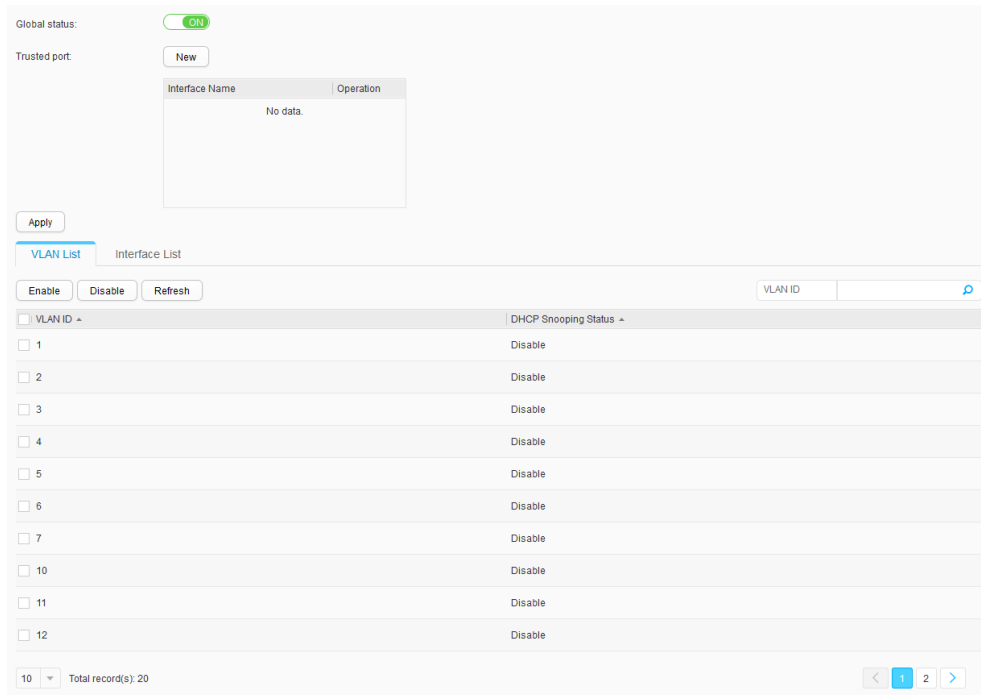 Global status: ON
Trusted port: New
Interface Name Operation
No data.
Apply
VLAN List Interface List
Enable Disable Refresh VLAN ID
VLAN ID DHCP Snooping Status
1 Disable
2 Disable
3 Disable
4 Disable
5 Disable
6 Disable
7 Disable
10 Disable
11 Disable
12 Disable
10 Total record(s): 20 < 1 2 >